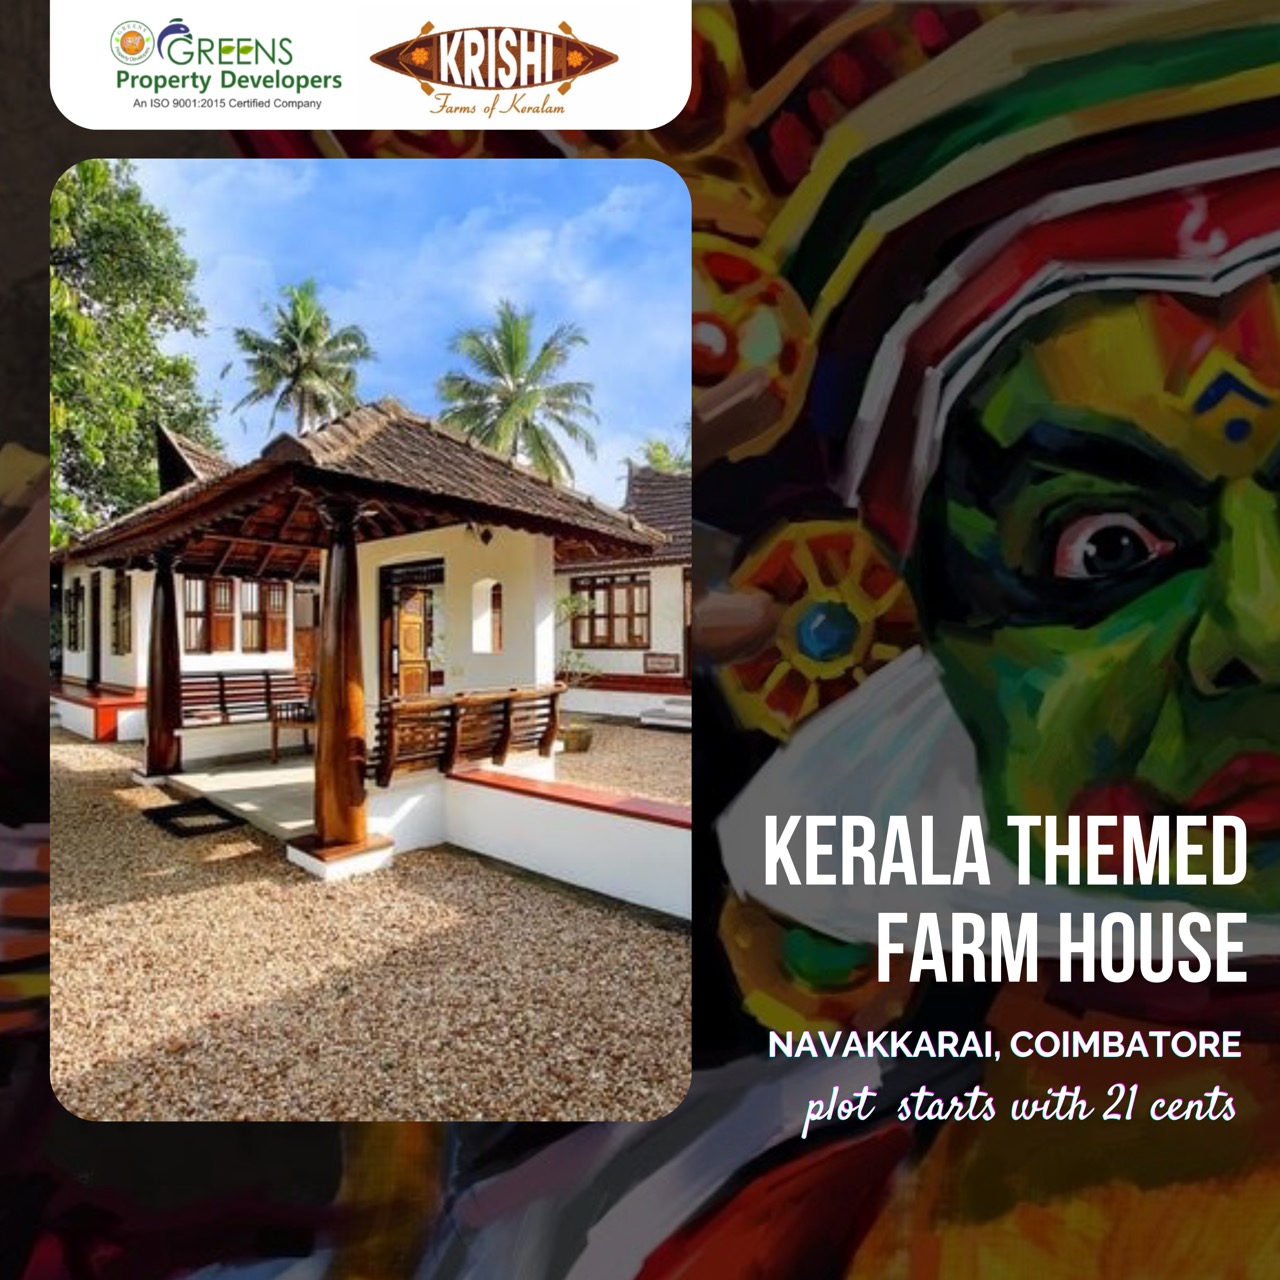 GREENS
Property Developers
An ISO 9001:2015 Certified Company
KRISHI
Farms of Keralam
KERALA THEMED
FARM HOUSE
NAVAKKARAI, COIMBATORE
plot starts with 21 cents